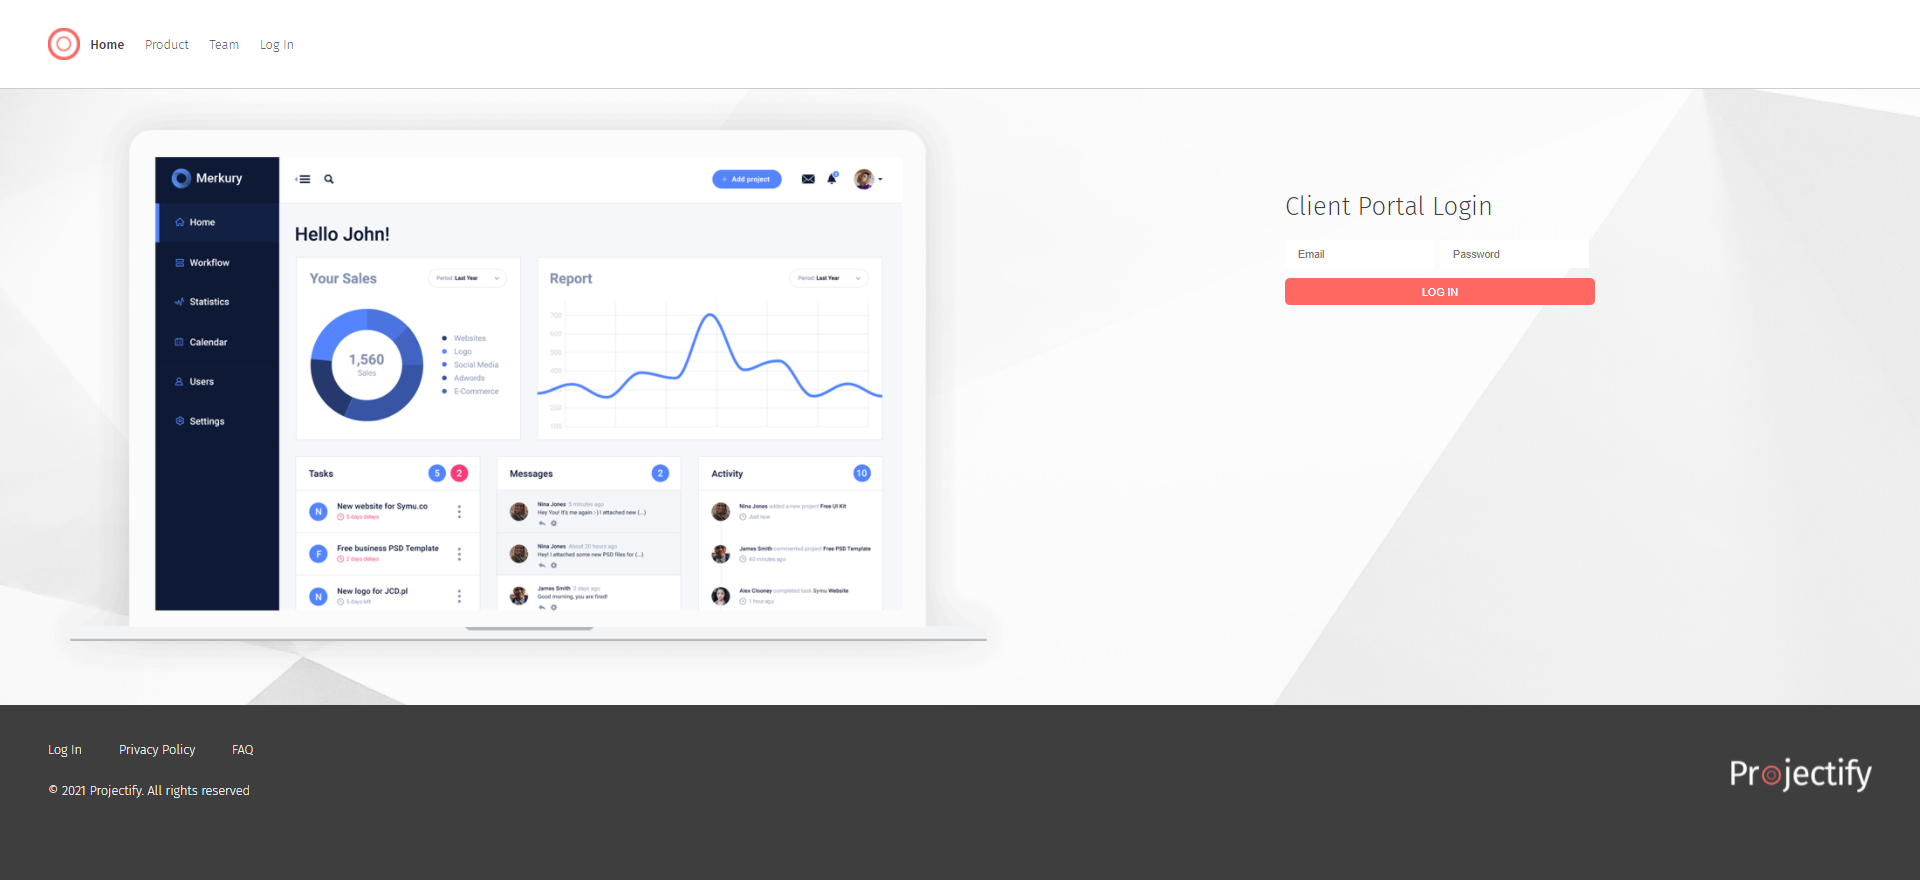 Home Product Team Log In
Merkury
+ Add project
Home
Workflow
Statistics
Calendar
Users
Settings
Hello John!
Your Sales
Period: Last Year
1,560
Sales
Websites
Logo
Social Media
Adwords
E-Commerce
Report
Period: Last Year
700
600
500
400
200
100
Tasks 5 2
N New website for Symu.co
5 days delays
F Free business PSD Template
2 days delays
N New logo for JCD.pl
5 days left
Messages 2
Nina Jones 5 minutes ago
Hey You! It's me again :-) I attached new (...)
Nina Jones About 20 hours ago
Hey! I attached some new PSD files for (...)
James Smith 2 days ago
Good morning, you are fired!
Activity 10
Nina Jones added a new project Free UI Kit
Just now
James Smith commented project Free PSD Template
40 minutes ago
Alex Clooney completed task Symu Website
1 hour ago
Client Portal Login
Email Password
LOG IN
Log In Privacy Policy FAQ
© 2021 Projectify. All rights reserved
Projectify